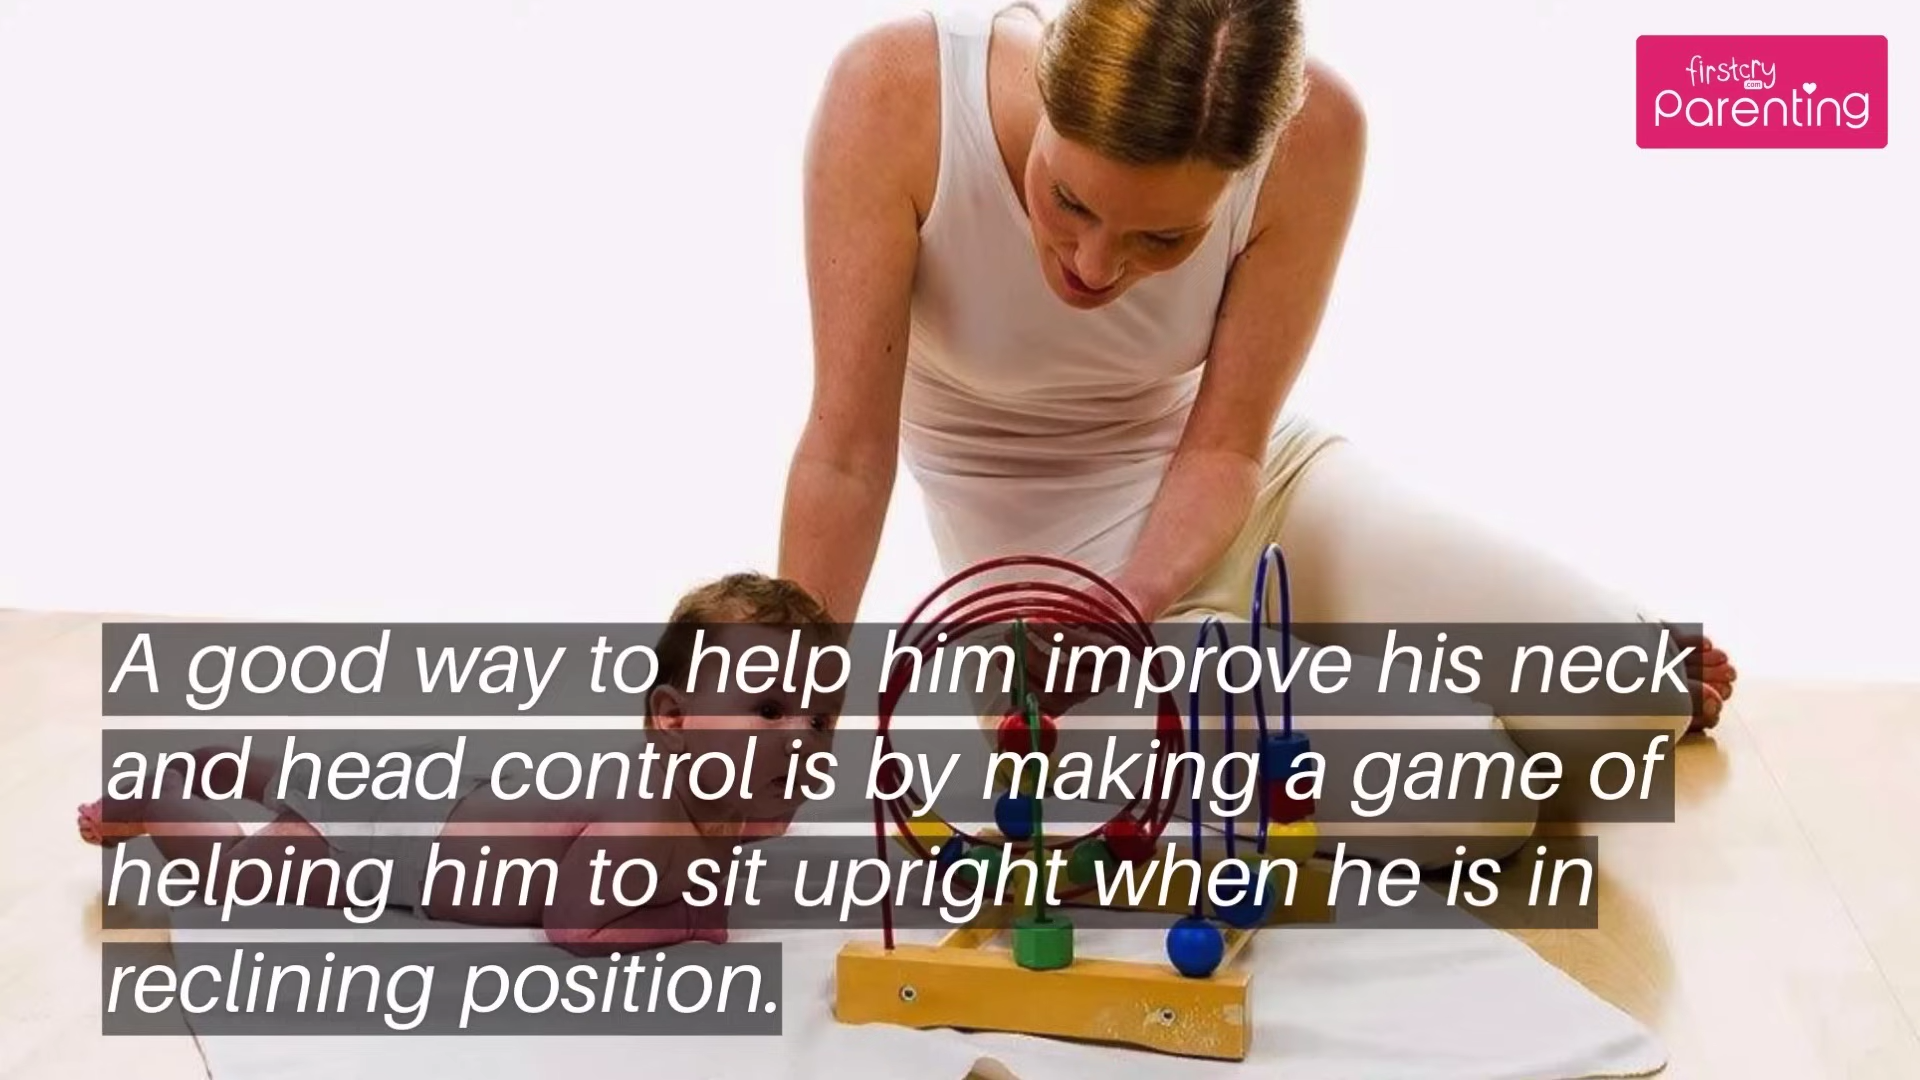 firstcry
.com
Parenting
A good way to help him improve his neck
and head control is by making a game of
helping him to sit upright when he is in
reclining position.